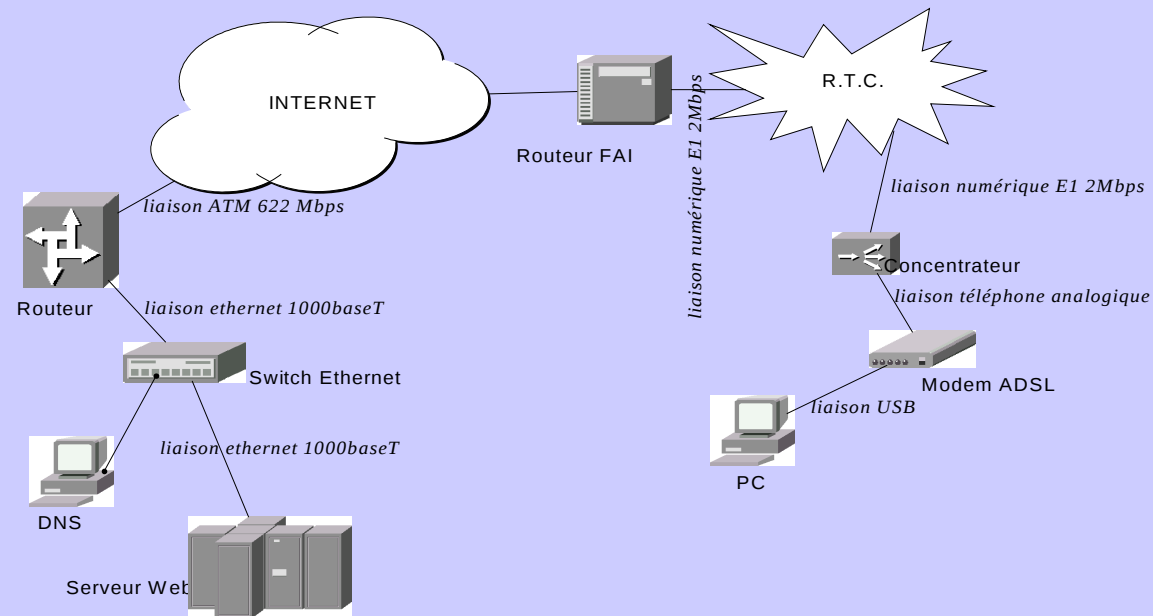 INTERNET
R.T.C.
Routeur FAI
liaison numérique E1 2Mbps
liaison numérique E1 2Mbps
liaison ATM 622 Mbps
Concentrateur
liaison téléphone analogique
Routeur
liaison ethernet 1000baseT
Switch Ethernet
Modem ADSL
liaison USB
liaison ethernet 1000baseT
PC
DNS
Serveur Web